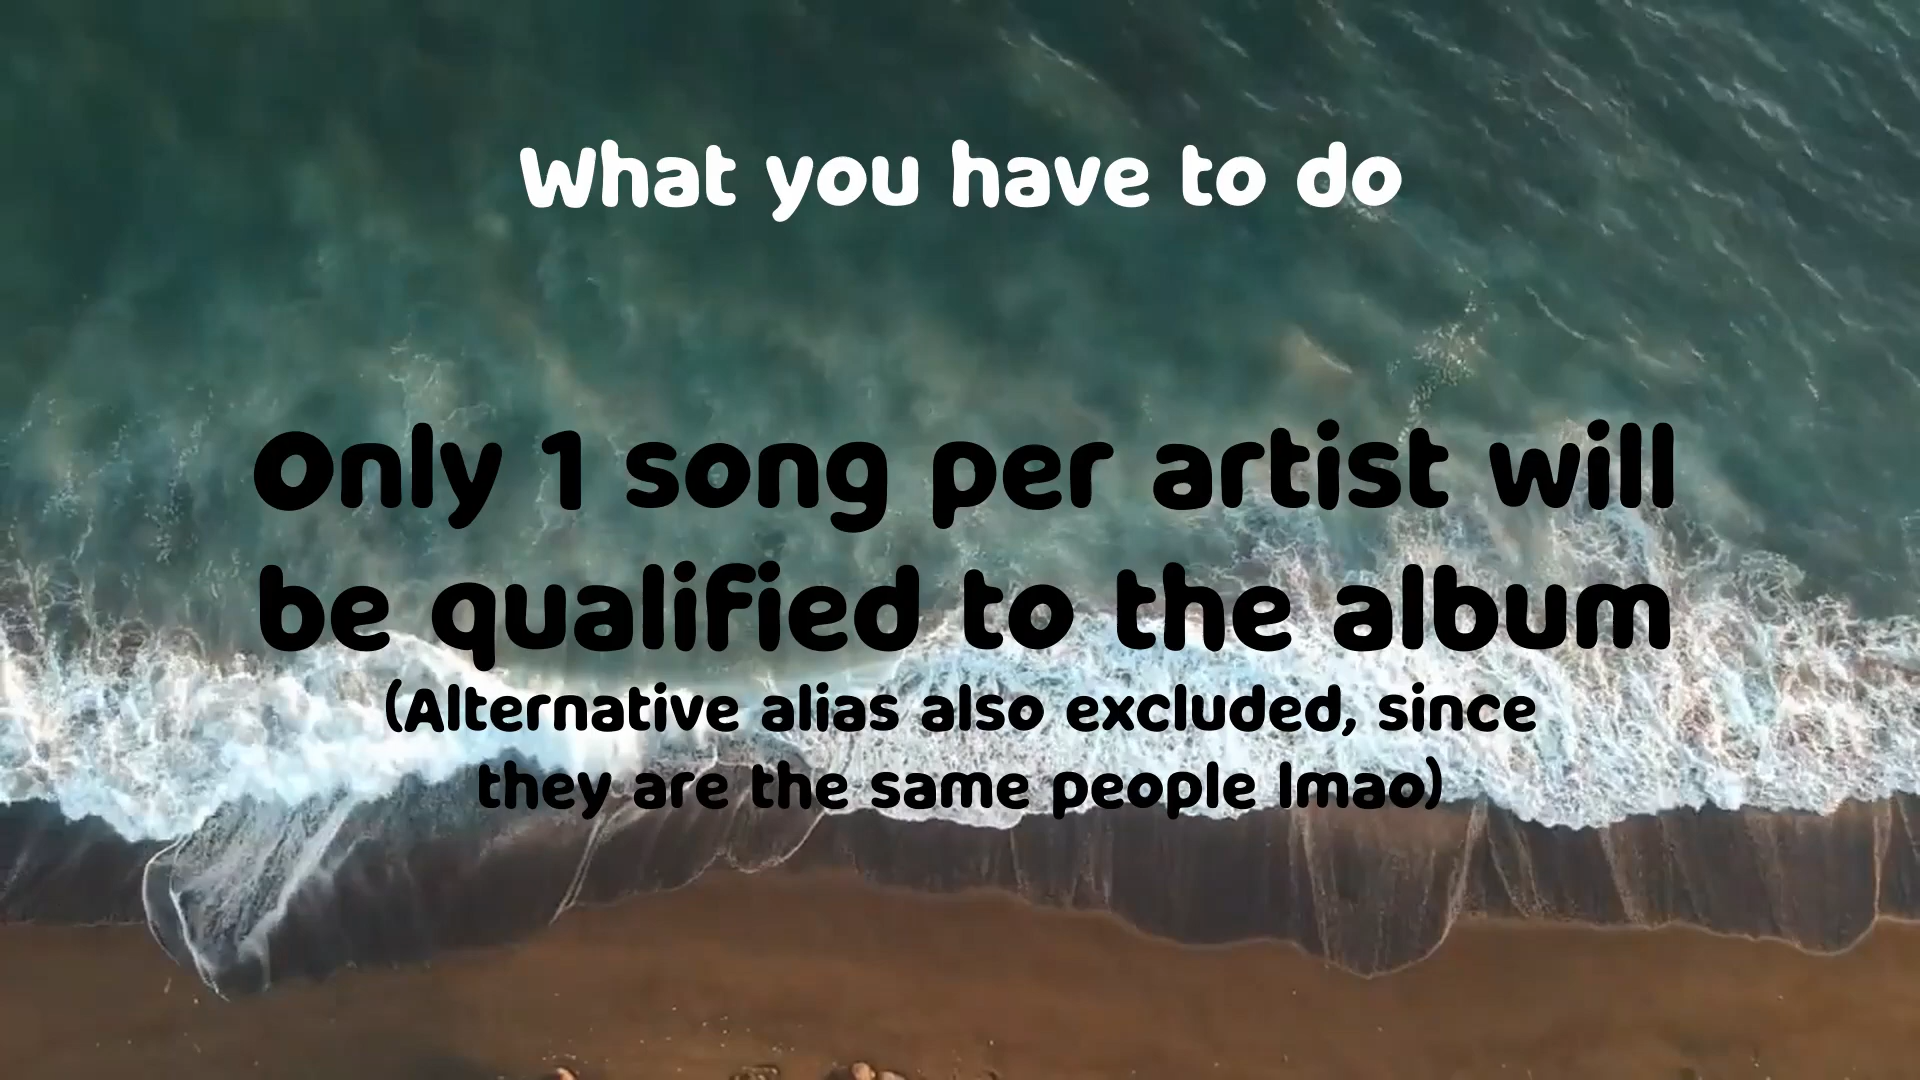 What you have to do
Only 1 song per artist will
be qualified to the album
(Alternative alias also excluded, since
they are the same people lmao)